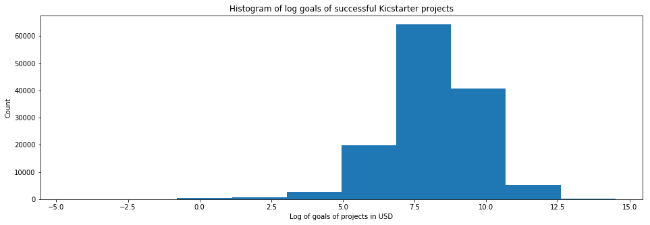 Histogram of log goals of successful Kicstarter projects
60000
50000
40000
30000
20000
10000
0
Count
-5.0 -2.5 0.0 2.5 5.0 7.5 10.0 12.5 15.0
Log of goals of projects in USD